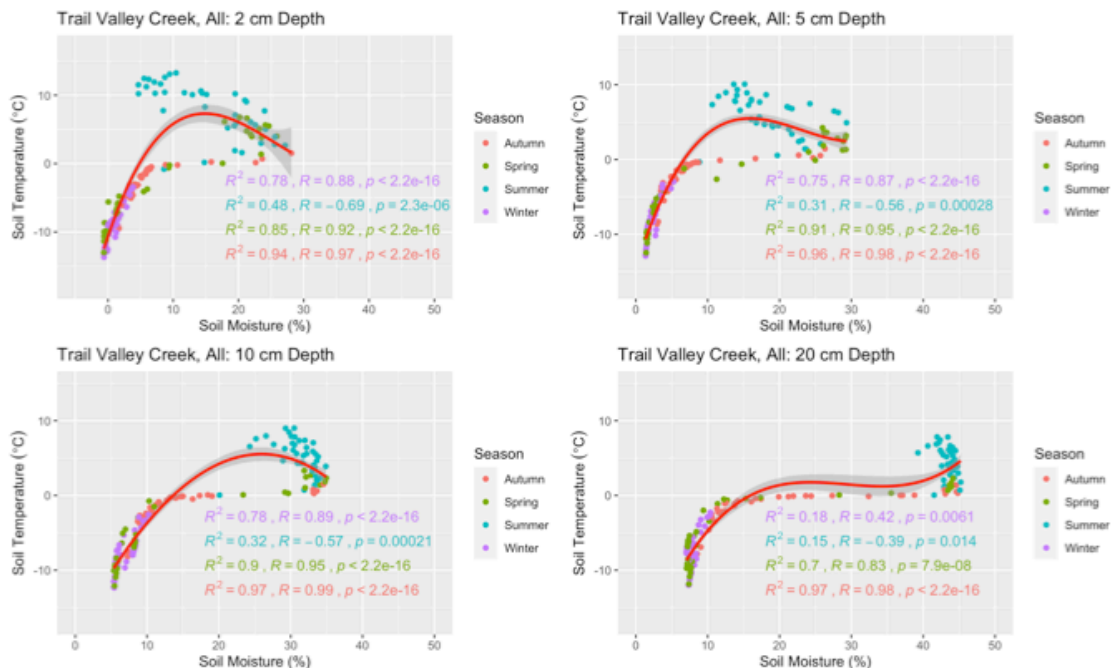 Trail Valley Creek, All: 2 cm Depth
Soil Temperature (°C)
10
0
-10
R² = 0.78 , R = 0.88 , p < 2.2e-16
R² = 0.48 , R = −0.69 , p = 2.3e-06
R² = 0.85 , R = 0.92 , p < 2.2e-16
R² = 0.94 , R = 0.97 , p < 2.2e-16
0 10 20 30 40 50
Soil Moisture (%)
Season
Autumn
Spring
Summer
Winter
Trail Valley Creek, All: 5 cm Depth
Soil Temperature (°C)
10
0
-10
R² = 0.75 , R = 0.87 , p < 2.2e-16
R² = 0.31 , R = −0.56 , p = 0.00028
R² = 0.91 , R = 0.95 , p < 2.2e-16
R² = 0.96 , R = 0.98 , p < 2.2e-16
0 10 20 30 40 50
Soil Moisture (%)
Season
Autumn
Spring
Summer
Winter
Trail Valley Creek, All: 10 cm Depth
Soil Temperature (°C)
10
0
-10
R² = 0.78 , R = 0.89 , p < 2.2e-16
R² = 0.32 , R = −0.57 , p = 0.00021
R² = 0.9 , R = 0.95 , p < 2.2e-16
R² = 0.97 , R = 0.99 , p < 2.2e-16
0 10 20 30 40 50
Soil Moisture (%)
Season
Autumn
Spring
Summer
Winter
Trail Valley Creek, All: 20 cm Depth
Soil Temperature (°C)
10
0
-10
R² = 0.18 , R = 0.42 , p = 0.0061
R² = 0.15 , R = −0.39 , p = 0.014
R² = 0.7 , R = 0.83 , p = 7.9e-08
R² = 0.97 , R = 0.98 , p < 2.2e-16
0 10 20 30 40 50
Soil Moisture (%)
Season
Autumn
Spring
Summer
Winter